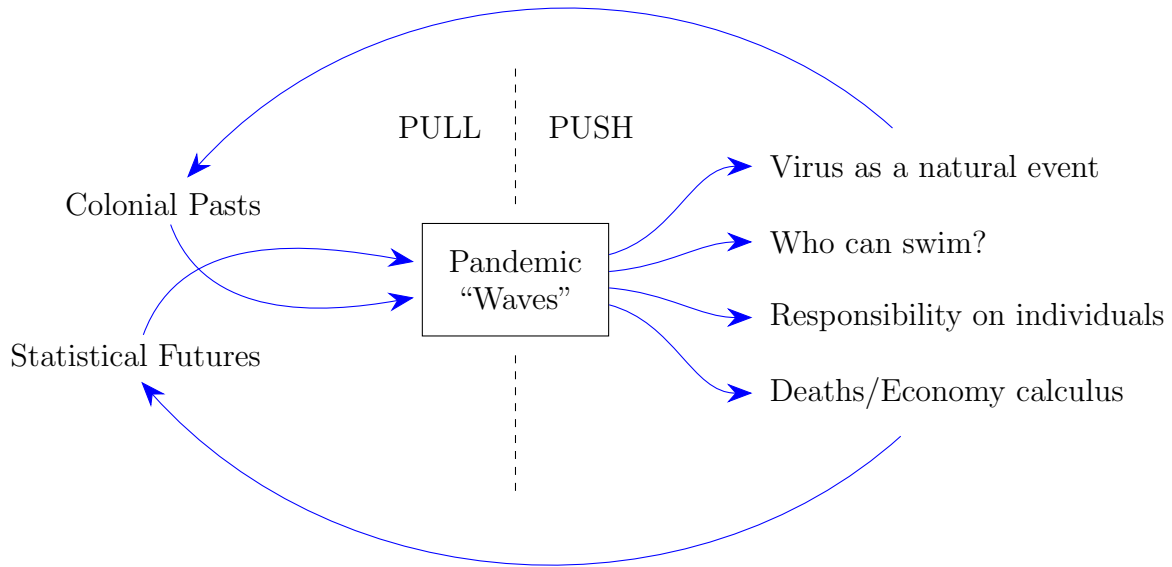 PULL
PUSH
Colonial Pasts
Statistical Futures
Pandemic
“Waves”
Virus as a natural event
Who can swim?
Responsibility on individuals
Deaths/Economy calculus